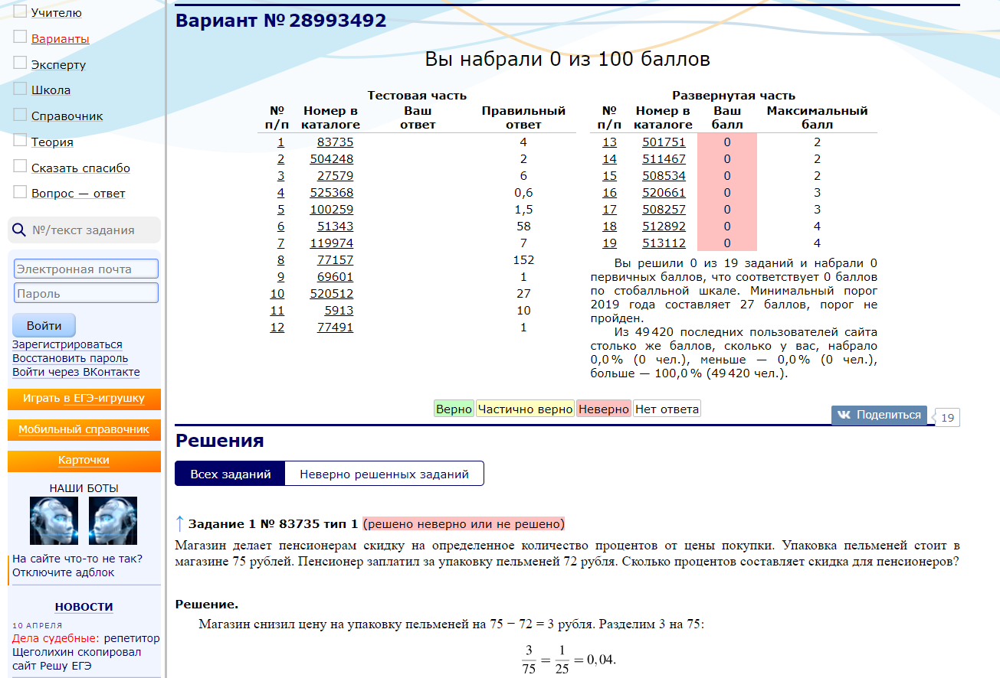 Учителю
Варианты
Эксперту
Школа
Справочник
Теория
Сказать спасибо
Вопрос — ответ
№/текст задания
Электронная почта
Пароль
Войти
Зарегистрироваться
Восстановить пароль
Войти через ВКонтакте
Играть в ЕГЭ-игрушку
Мобильный справочник
Карточки
НАШИ БОТЫ
На сайте что-то не так?
Отключите адблок
НОВОСТИ
10 АПРЕЛЯ
Дела судебные: репетитор
Щеголихин скопировал
сайт Решу ЕГЭ
Вариант № 28993492
Вы набрали 0 из 100 баллов
Тестовая часть
№ Номер в Ваш Правильный
п/п каталоге ответ ответ
1 83735 4
2 504248 2
3 27579 6
4 525368 0,6
5 100259 1,5
6 51343 58
7 119974 7
8 77157 152
9 69601 1
10 520512 27
11 5913 10
12 77491 1
Развернутая часть
№ Номер в Ваш Максимальный
п/п каталоге балл балл
13 501751 0 2
14 511467 0 2
15 508534 0 2
16 520661 0 3
17 508257 0 3
18 512892 0 4
19 513112 0 4
Вы решили 0 из 19 заданий и набрали 0
первичных баллов, что соответствует 0 баллов
по стобалльной шкале. Минимальный порог
2019 года составляет 27 баллов, порог не
пройден.
Из 49 420 последних пользователей сайта
столько же баллов, сколько у вас, набрало
0,0 % (0 чел.), меньше — 0,0 % (0 чел.),
больше — 100,0 % (49 420 чел.).
Верно Частично верно Неверно Нет ответа
Поделиться 19
Решения
Всех заданий Неверно решенных заданий
↑ Задание 1 № 83735 тип 1 (решено неверно или не решено)
Магазин делает пенсионерам скидку на определенное количество процентов от цены покупки. Упаковка пельменей стоит в
магазине 75 рублей. Пенсионер заплатил за упаковку пельменей 72 рубля. Сколько процентов составляет скидка для пенсионеров?
Решение.
Магазин снизил цену на упаковку пельменей на 75 − 72 = 3 рубля. Разделим 3 на 75:
3/75 = 1/25 = 0,04.